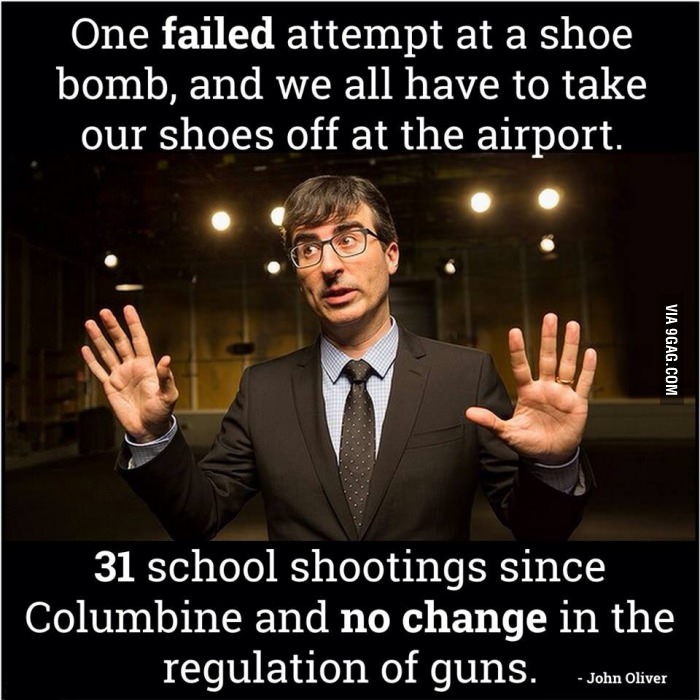 One failed attempt at a shoe
bomb, and we all have to take
our shoes off at the airport.
VIA 9GAG.COM
31 school shootings since
Columbine and no change in the
regulation of guns.
- John Oliver